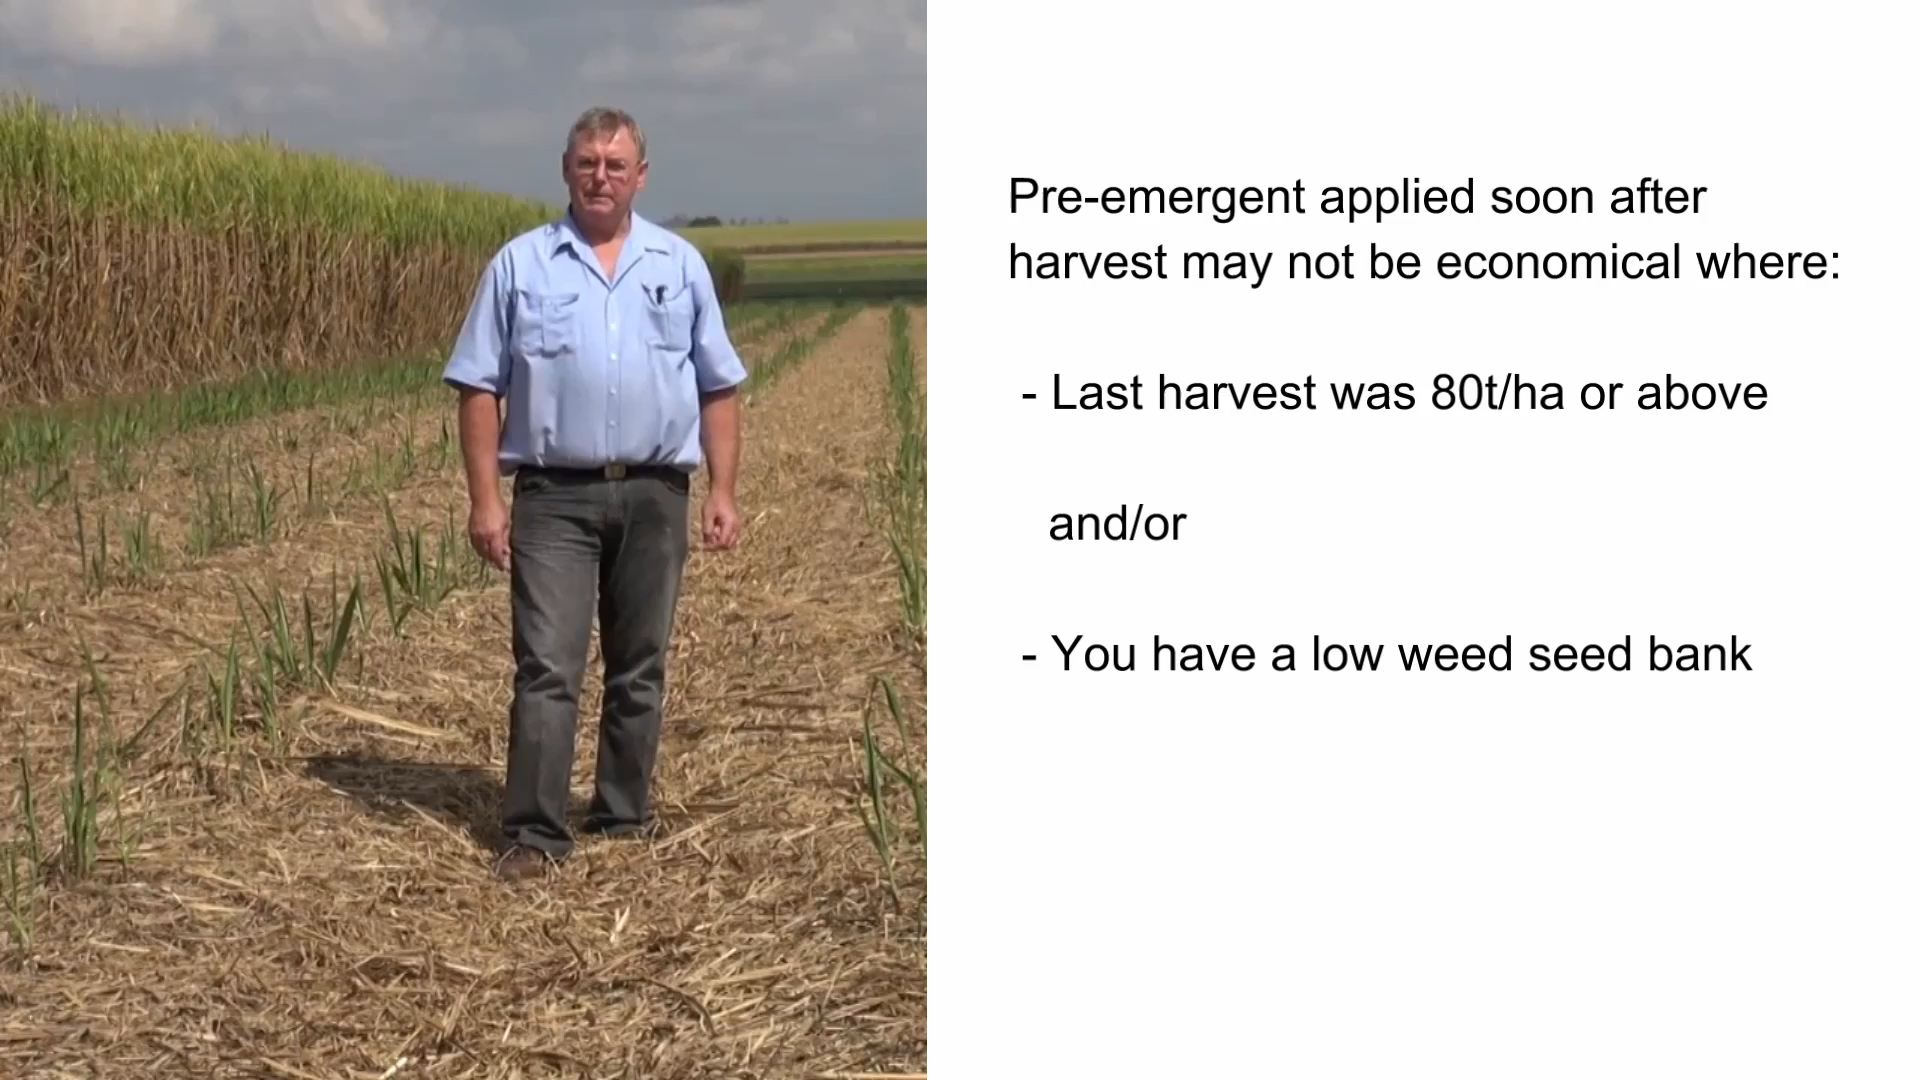 Pre-emergent applied soon after
harvest may not be economical where:
- Last harvest was 80t/ha or above
and/or
- You have a low weed seed bank